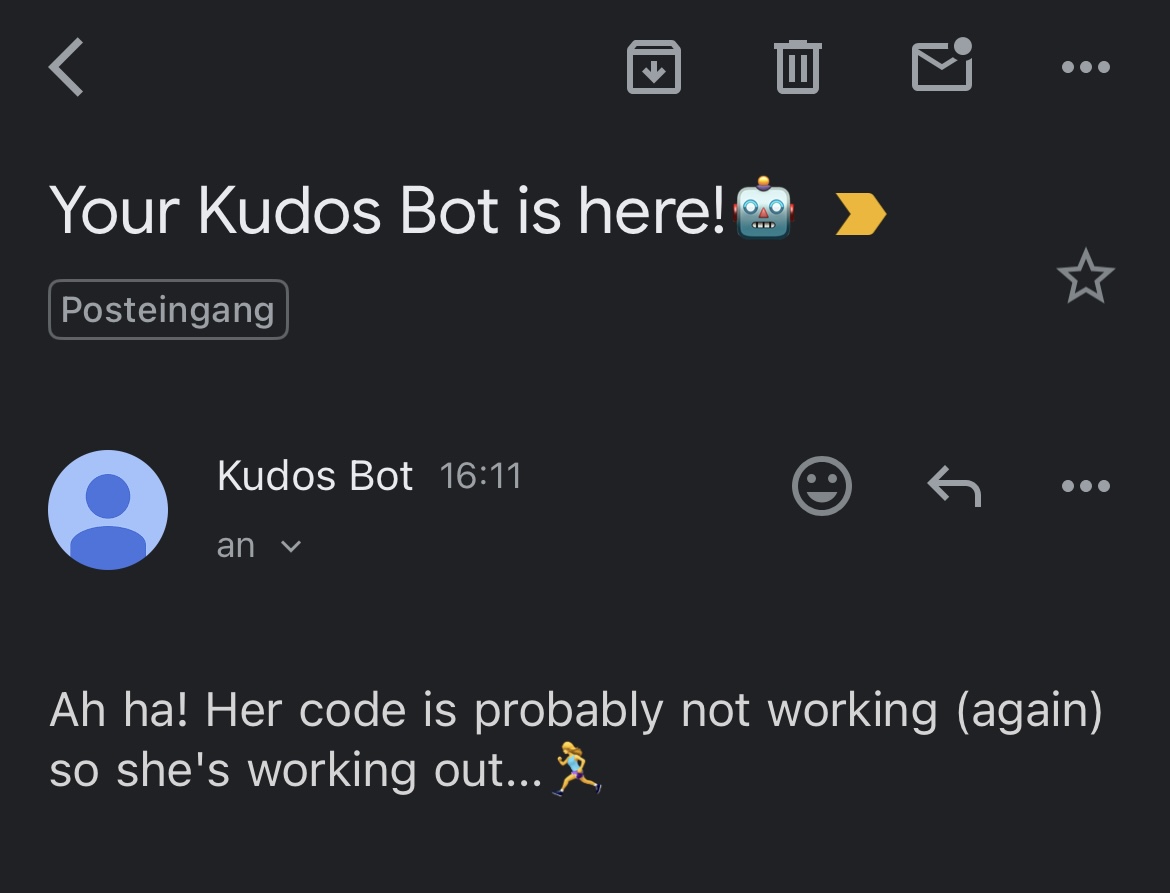 Your Kudos Bot is here!🤖
Posteingang
Kudos Bot 16:11
an
Ah ha! Her code is probably not working (again)
so she's working out...🏃‍♀️